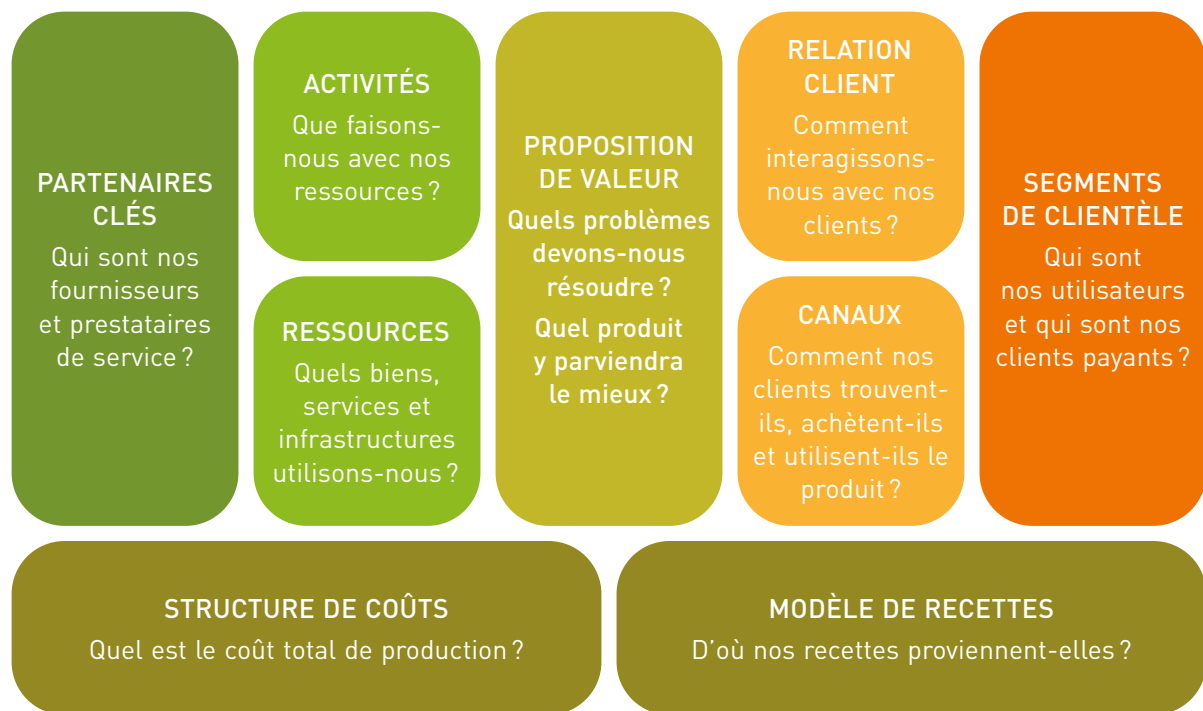 PARTENAIRES
CLÉS
Qui sont nos
fournisseurs
et prestataires
de service ?
ACTIVITÉS
Que faisons-
nous avec nos
ressources ?
RESSOURCES
Quels biens,
services et
infrastructures
utilisons-nous ?
PROPOSITION
DE VALEUR
Quels problèmes
devons-nous
résoudre ?
Quel produit
y parviendra
le mieux ?
RELATION
CLIENT
Comment
interagissons-
nous avec nos
clients ?
CANAUX
Comment nos
clients trouvent-
ils, achètent-ils
et utilisent-ils le
produit ?
SEGMENTS
DE CLIENTÈLE
Qui sont
nos utilisateurs
et qui sont nos
clients payants ?
STRUCTURE DE COÛTS
Quel est le coût total de production ?
MODÈLE DE RECETTES
D’où nos recettes proviennent-elles ?